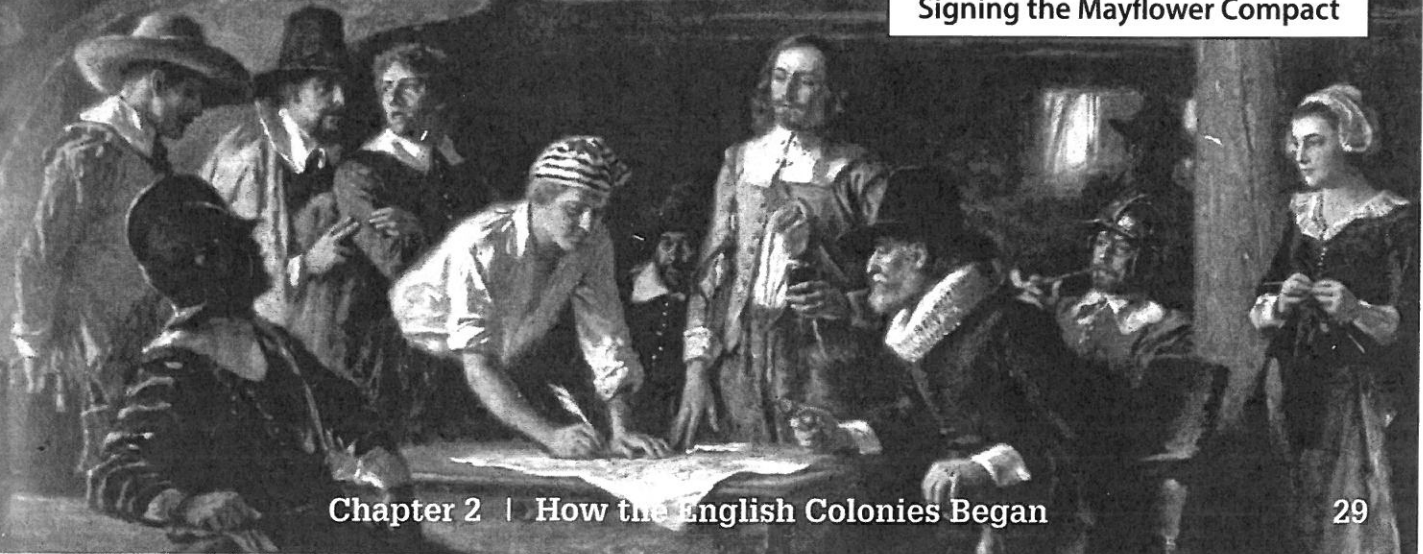 Signing the Mayflower Compact
Chapter 2 | How the English Colonies Began
29